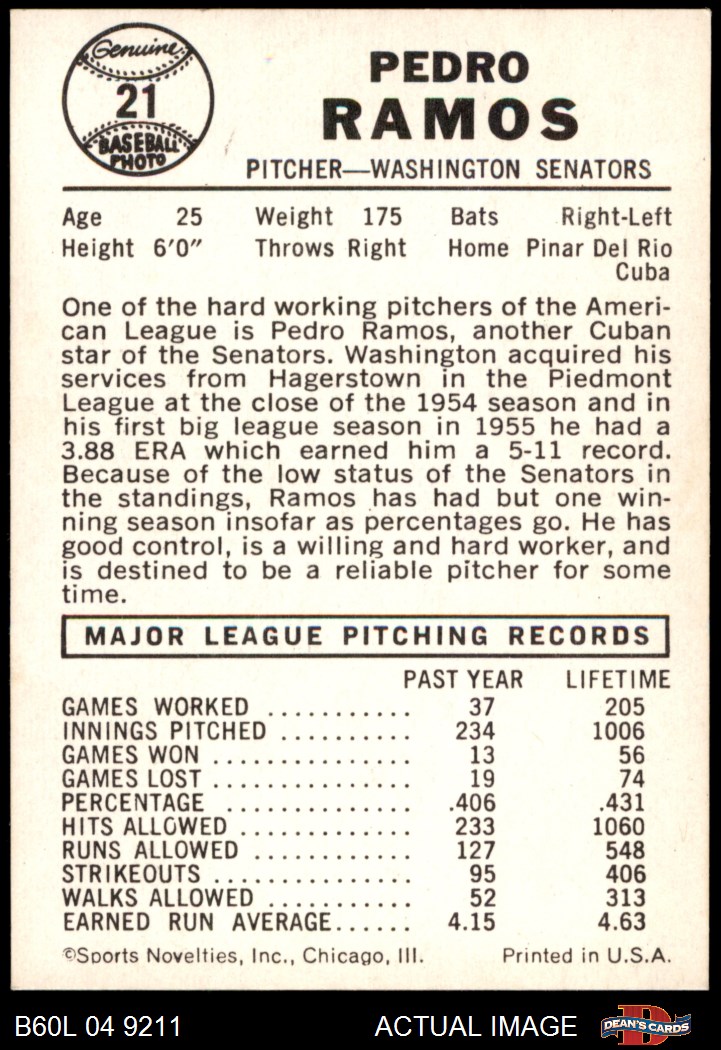 Genuine
21
BASEBALL
PHOTO
PEDRO
RAMOS
PITCHER—WASHINGTON SENATORS
Age 25 Weight 175 Bats Right-Left
Height 6'0" Throws Right Home Pinar Del Rio
Cuba
One of the hard working pitchers of the Ameri-
can League is Pedro Ramos, another Cuban
star of the Senators. Washington acquired his
services from Hagerstown in the Piedmont
League at the close of the 1954 season and in
his first big league season in 1955 he had a
3.88 ERA which earned him a 5-11 record.
Because of the low status of the Senators in
the standings, Ramos has had but one win-
ning season insofar as percentages go. He has
good control, is a willing and hard worker, and
is destined to be a reliable pitcher for some
time.
MAJOR LEAGUE PITCHING RECORDS
PAST YEAR LIFETIME
GAMES WORKED ........... 37 205
INNINGS PITCHED .......... 234 1006
GAMES WON ............... 13 56
GAMES LOST ............... 19 74
PERCENTAGE .............. .406 .431
HITS ALLOWED ............. 233 1060
RUNS ALLOWED ............ 127 548
STRIKEOUTS ............... 95 406
WALKS ALLOWED ........... 52 313
EARNED RUN AVERAGE...... 4.15 4.63
©Sports Novelties, Inc., Chicago, Ill. Printed in U.S.A.
B60L 04 9211 ACTUAL IMAGE D DEAN'S CARDS